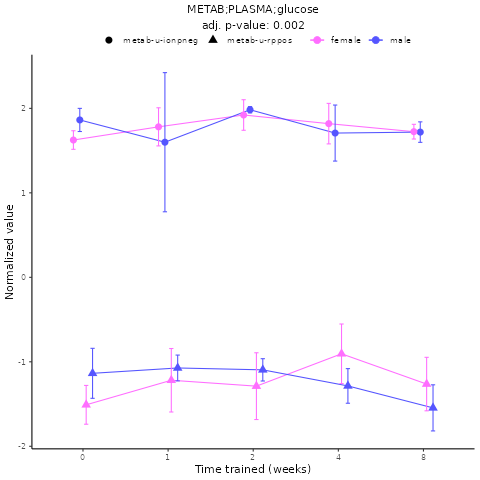 METAB;PLASMA;glucose
adj. p-value: 0.002
metab-u-ionpneg metab-u-rppos female male
Normalized value
2
1
0
-1
-2
0 1 2 4 8
Time trained (weeks)